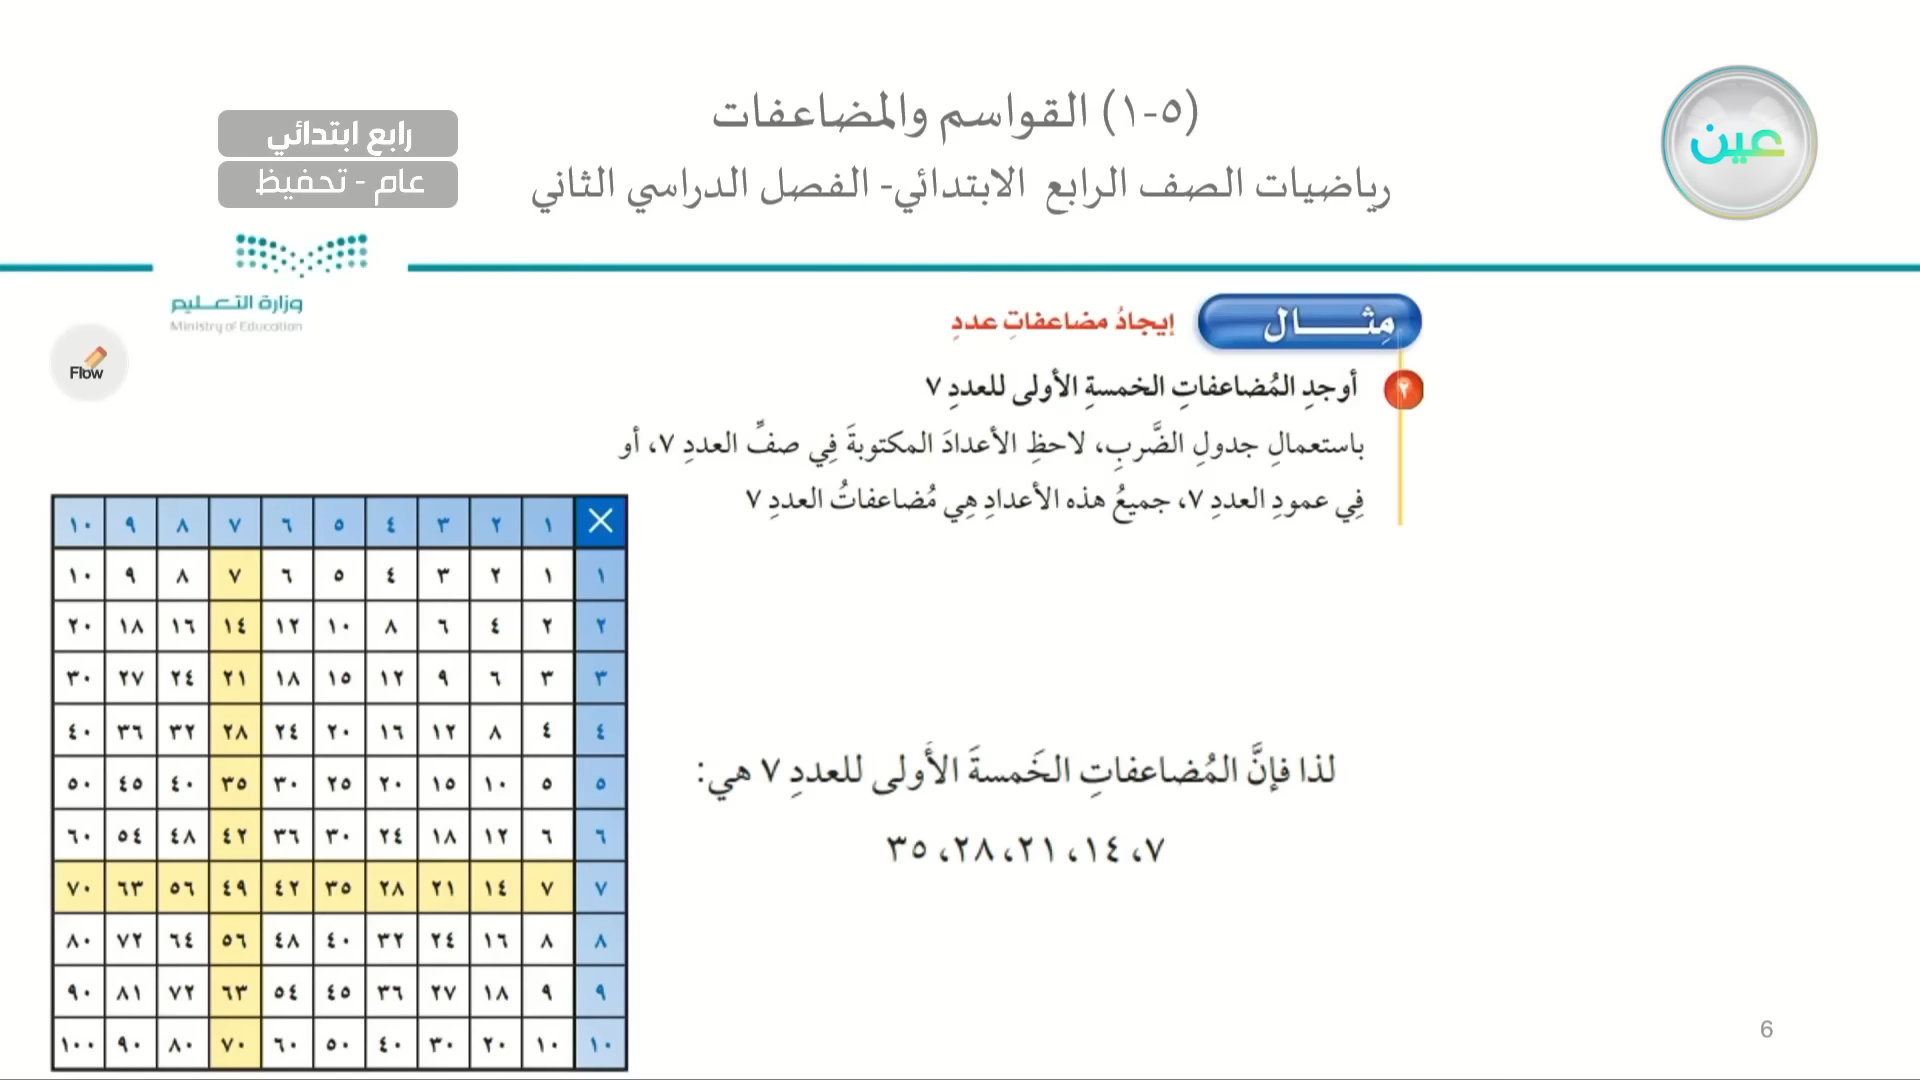 (٥-١) القواسم والمضاعفات
رياضيات الصف الرابع الابتدائي- الفصل الدراسي الثاني
عين
رابع ابتدائي
عام - تحفيظ
وزارة التعليم
Ministry of Education
Flow
مِثـــال
إيجادُ مضاعفاتِ عددٍ
٢
أوجدِ المُضاعفاتِ الخمسةِ الأولى للعددِ ٧
باستعمالِ جدولِ الضَّربِ، لاحظِ الأعدادَ المكتوبةَ فِي صفِّ العددِ ٧، أو
فِي عمودِ العددِ ٧، جميعُ هذه الأعدادِ هِي مُضاعفاتُ العددِ ٧
× ١ ٢ ٣ ٤ ٥ ٦ ٧ ٨ ٩ ١٠
١ ١ ٢ ٣ ٤ ٥ ٦ ٧ ٨ ٩ ١٠
٢ ٢ ٤ ٦ ٨ ١٠ ١٢ ١٤ ١٦ ١٨ ٢٠
٣ ٣ ٦ ٩ ١٢ ١٥ ١٨ ٢١ ٢٤ ٢٧ ٣٠
٤ ٤ ٨ ١٢ ١٦ ٢٠ ٢٤ ٢٨ ٣٢ ٣٦ ٤٠
٥ ٥ ١٠ ١٥ ٢٠ ٢٥ ٣٠ ٣٥ ٤٠ ٤٥ ٥٠
٦ ٦ ١٢ ١٨ ٢٤ ٣٠ ٣٦ ٤٢ ٤٨ ٥٤ ٦٠
٧ ٧ ١٤ ٢١ ٢٨ ٣٥ ٤٢ ٤٩ ٥٦ ٦٣ ٧٠
٨ ٨ ١٦ ٢٤ ٣٢ ٤٠ ٤٨ ٥٦ ٦٤ ٧٢ ٨٠
٩ ٩ ١٨ ٢٧ ٣٦ ٤٥ ٥٤ ٦٣ ٧٢ ٨١ ٩٠
١٠ ١٠ ٢٠ ٣٠ ٤٠ ٥٠ ٦٠ ٧٠ ٨٠ ٩٠ ١٠٠
لذا فإنَّ المُضاعفاتِ الخَمسةَ الأَولى للعددِ ٧ هي:
٧، ١٤، ٢١، ٢٨، ٣٥
6